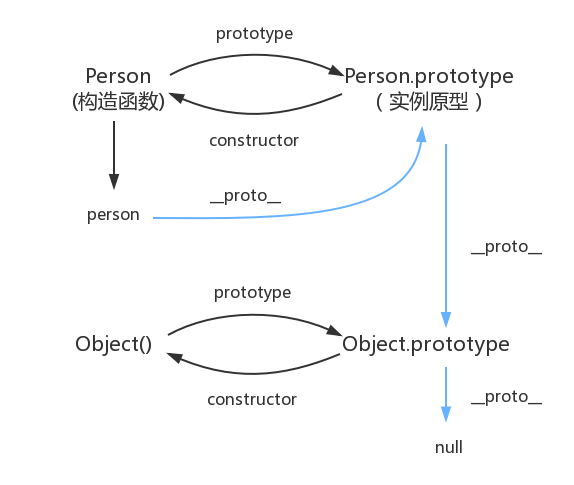 prototype
Person
Person.prototype
(构造函数)
( 实例原型 )
constructor
__proto__
person
__proto__
prototype
Object()
Object.prototype
constructor
__proto__
null